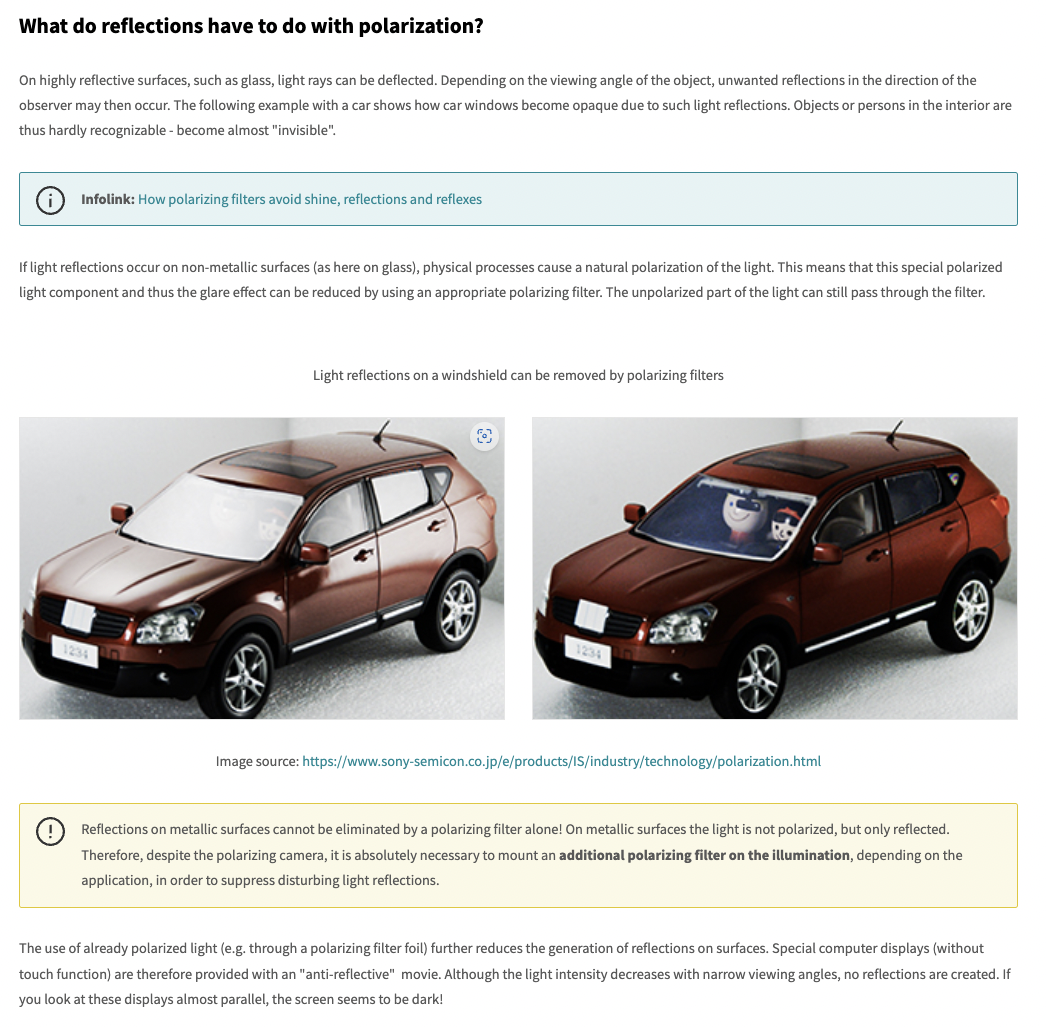 What do reflections have to do with polarization?
On highly reflective surfaces, such as glass, light rays can be deflected. Depending on the viewing angle of the object, unwanted reflections in the direction of the
observer may then occur. The following example with a car shows how car windows become opaque due to such light reflections. Objects or persons in the interior are
thus hardly recognizable - become almost "invisible".
Infolink: How polarizing filters avoid shine, reflections and reflexes
If light reflections occur on non-metallic surfaces (as here on glass), physical processes cause a natural polarization of the light. This means that this special polarized
light component and thus the glare effect can be reduced by using an appropriate polarizing filter. The unpolarized part of the light can still pass through the filter.
Light reflections on a windshield can be removed by polarizing filters
1234
1234
Image source: https://www.sony-semicon.co.jp/e/products/IS/industry/technology/polarization.html
Reflections on metallic surfaces cannot be eliminated by a polarizing filter alone! On metallic surfaces the light is not polarized, but only reflected.
Therefore, despite the polarizing camera, it is absolutely necessary to mount an additional polarizing filter on the illumination, depending on the
application, in order to suppress disturbing light reflections.
The use of already polarized light (e.g. through a polarizing filter foil) further reduces the generation of reflections on surfaces. Special computer displays (without
touch function) are therefore provided with an "anti-reflective"  movie. Although the light intensity decreases with narrow viewing angles, no reflections are created. If
you look at these displays almost parallel, the screen seems to be dark!